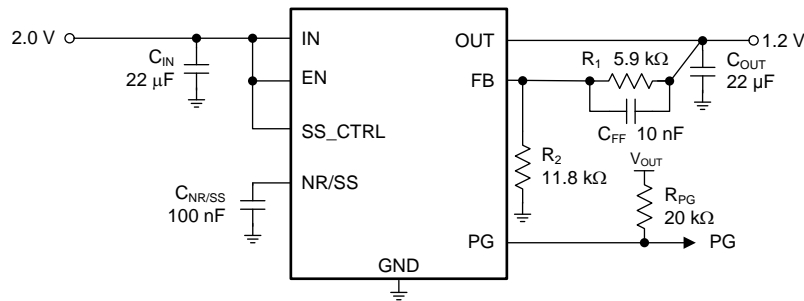 2.0 V
C_IN
22 μF
IN
EN
SS_CTRL
NR/SS
C_NR/SS
100 nF
GND
OUT
FB
PG
R_1 5.9 kΩ
C_FF 10 nF
R_2
11.8 kΩ
1.2 V
C_OUT
22 μF
V_OUT
R_PG
20 kΩ
PG